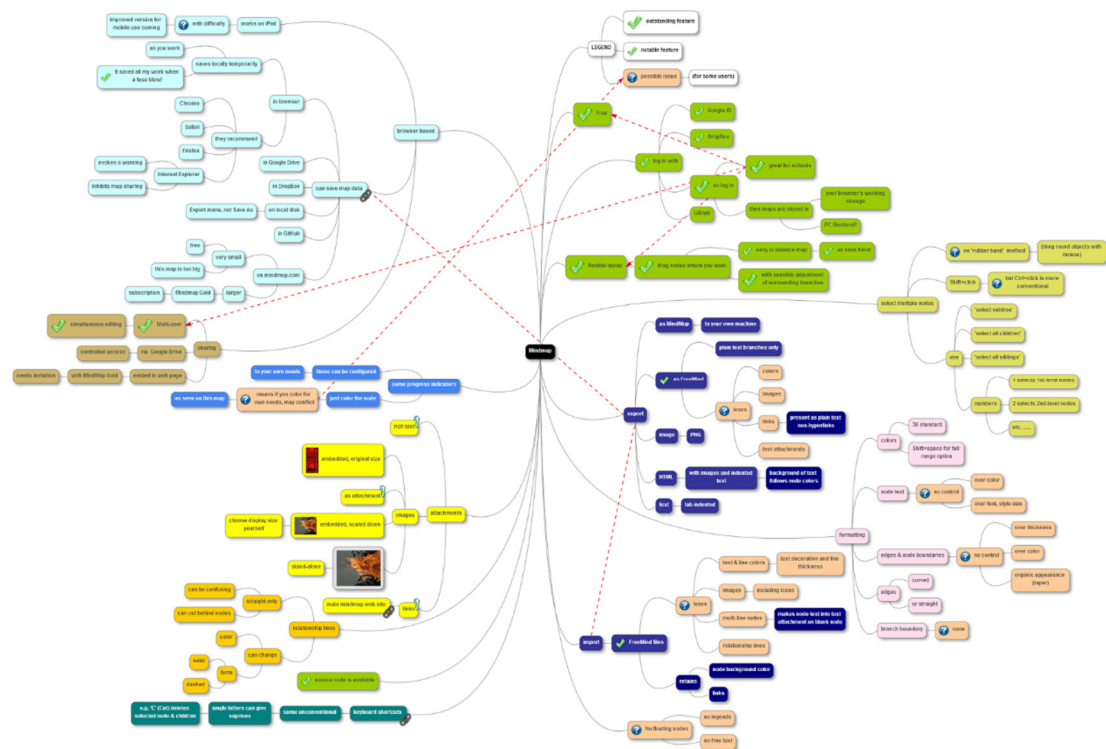 improved version for
mobile use coming
with difficulty
works on iPad
as you work
saves locally temporarily
it saved all my work when
a fuse blew!
in browser
Chrome
Safari
Firefox
they recommend
evokes a warning
inhibits map sharing
Internet Explorer
browser based
in Google Drive
in DropBox
can save map data
Export menu, not Save As
on local disk
in GitHub
free
very small
this map is too big
on mindmup.com
subscription
Mindmup Gold
larger
simultaneous editing
Multi-user
controlled access
via Google Drive
sharing
needs invitation
with MindMup Gold
embed in web page
to your own needs
these can be configured
some progress indicators
as seen on this map
means if you color for
own needs, may conflict
just color the node
rich text
embedded, original size
as attachment
images
attachments
choose display size
yourself
embedded, scaled down
stand-alone
main mindmup web site
links
can be confusing
straight only
can cut behind nodes
relationship lines
color
can change
solid
form
dashed
source code is available
e.g. 'C' (Cut) deletes
selected node & children
single letters can give
suprises
some unconventional
keyboard shortcuts
Mindmup
LEGEND
outstanding feature
notable feature
possible issue
(for some users)
Free
log in with
Google ID
DropBox
no log in
great for schools
then maps are stored in
your browser's working
storage
GitHub
flexible layout
drag nodes where you want
easy to balance map
as seen here!
with sensible adjustment
of surrounding branches
select multiple nodes
no 'rubber band' method
(drag round objects with
mouse)
Shift+click
but Ctrl+click is more
conventional
use
'select subtree'
'select all children'
'select all siblings'
numbers
1 selects 1st level nodes
2 selects 2nd level nodes
export
as MindMup
to your own machine
as FreeMind
plain text branches only
loses
colors
images
links
present as plain text
non-hyperlinks
text attachments
image
PNG
HTML
with images and indented
text
background of text
follows node colors
text
tab indented
formatting
colors
36 standard
Shift+space for full
range option
node text
no control
over color
over font, style size
edges & node boundaries
no control
over thickness
over color
organic appearance
(taper)
edges
curved
or straight
branch boundary
none
import
FreeMind files
loses
text & line colors
text decoration and line
thickness
images
including icons
multi-line nodes
makes node text into text
attachment on blank node
relationship lines
retains
node background color
links
No floating nodes
no legends
no free text